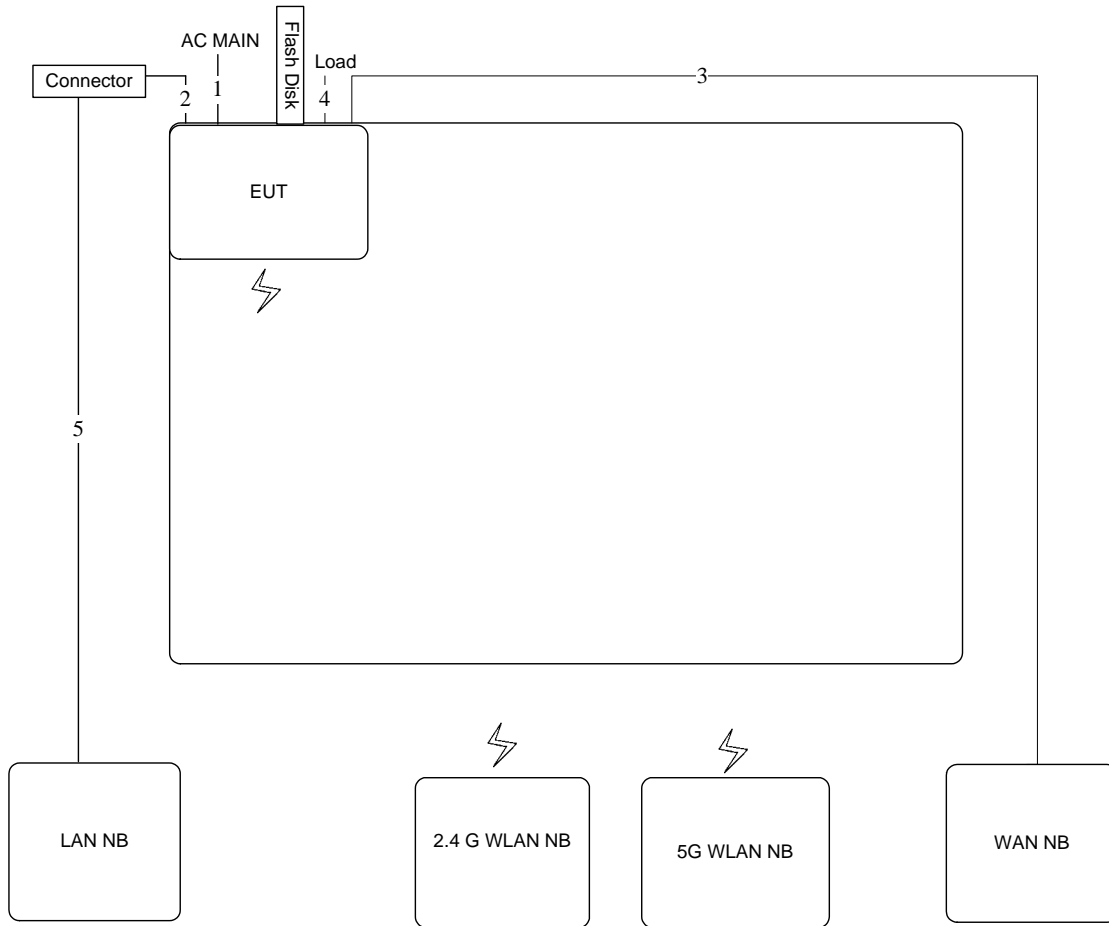 Flash Disk
AC MAIN
Load
Connector
3
2
1
4
EUT
5
LAN NB
2.4 G WLAN NB
5G WLAN NB
WAN NB